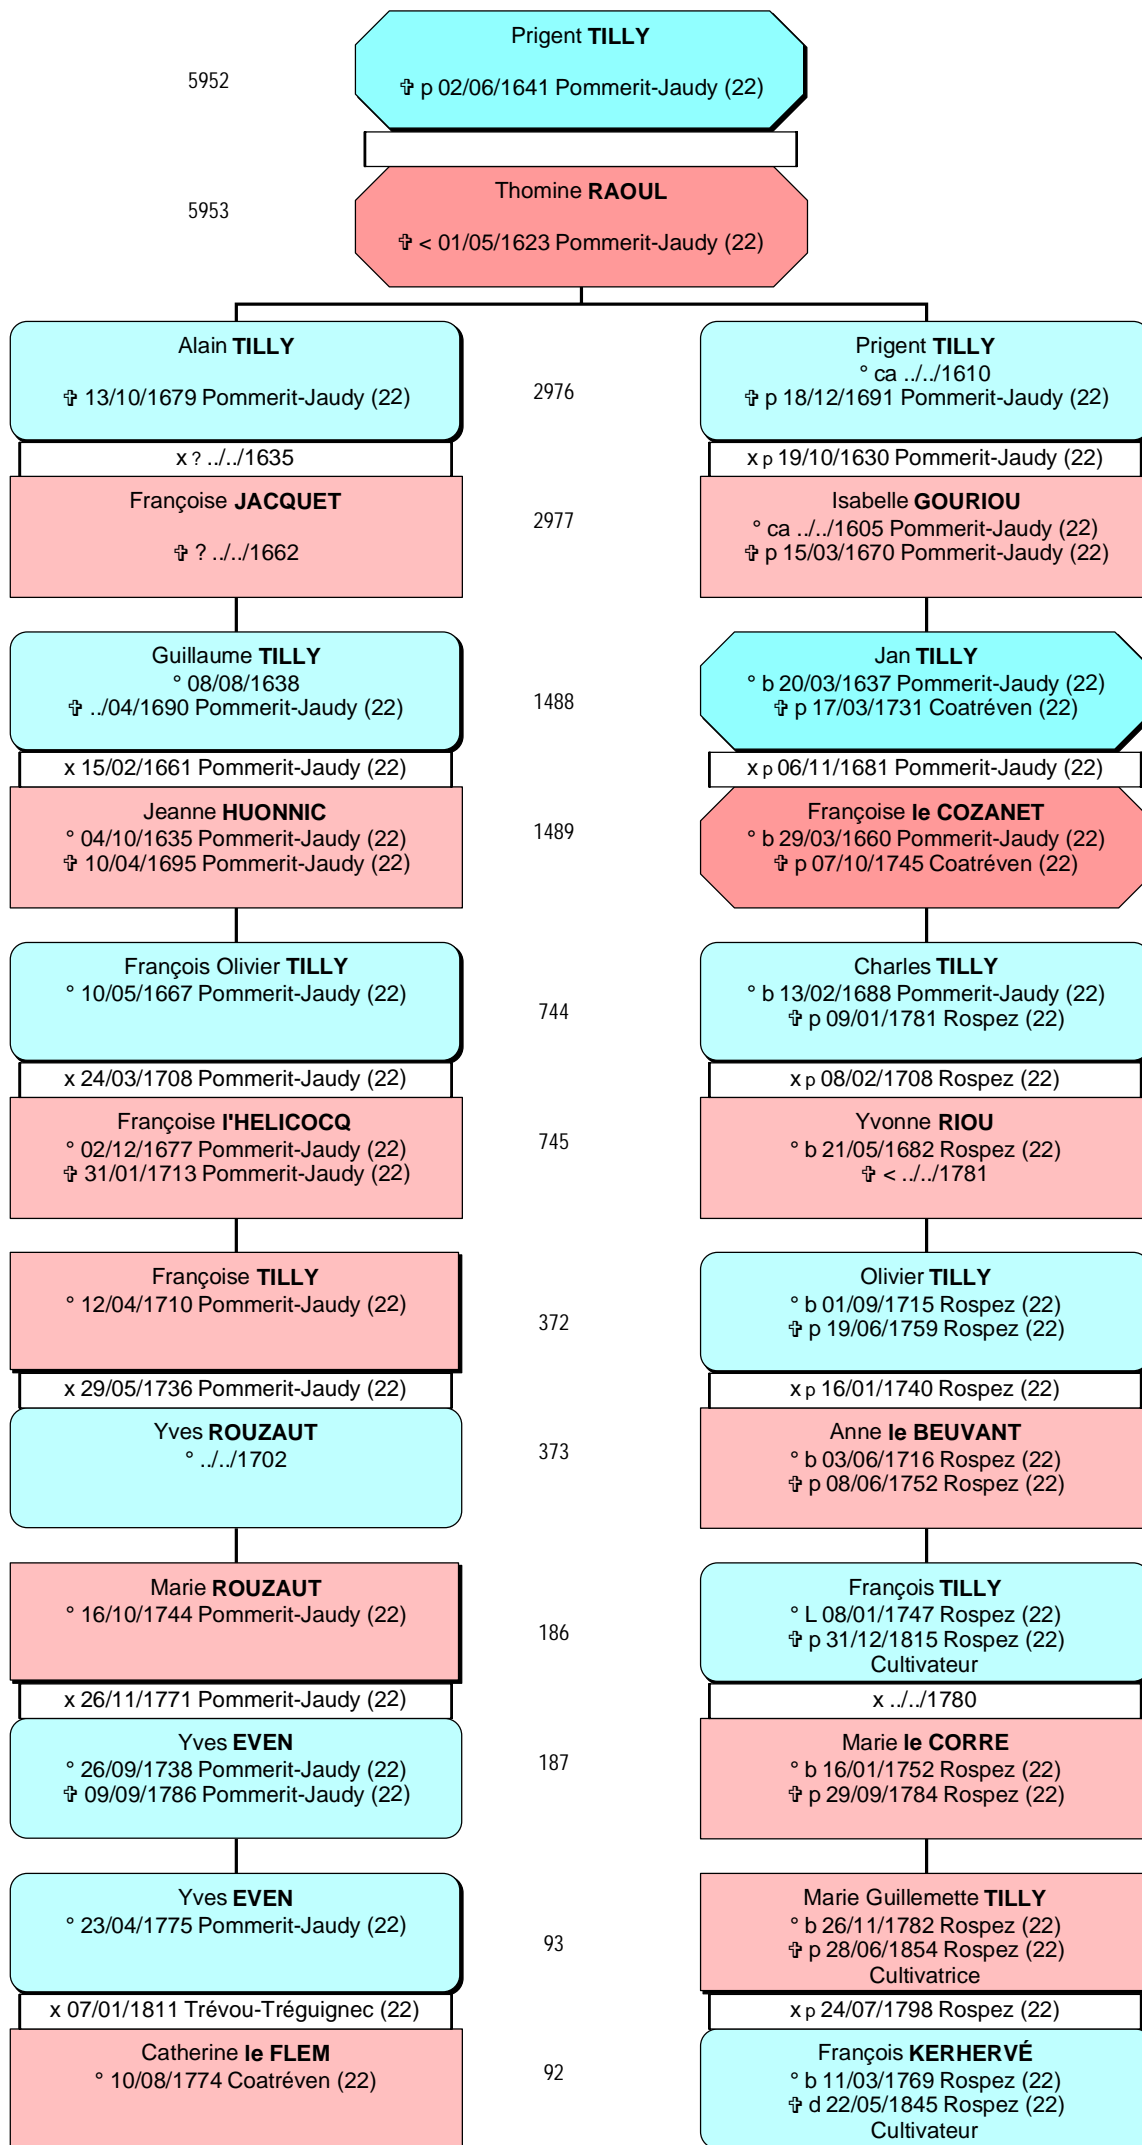 Prigent TILLY
5952
✞ p 02/06/1641 Pommerit-Jaudy (22)
Thomine RAOUL
5953
✞ < 01/05/1623 Pommerit-Jaudy (22)
Alain TILLY
✞ 13/10/1679 Pommerit-Jaudy (22)
2976
Prigent TILLY
° ca ../../1610
✞ p 18/12/1691 Pommerit-Jaudy (22)
x ? ../../1635
x p 19/10/1630 Pommerit-Jaudy (22)
Françoise JACQUET
✞ ? ../../1662
2977
Isabelle GOURIOU
° ca ../../1605 Pommerit-Jaudy (22)
✞ p 15/03/1670 Pommerit-Jaudy (22)
Guillaume TILLY
° 08/08/1638
✞ ../04/1690 Pommerit-Jaudy (22)
1488
Jan TILLY
° b 20/03/1637 Pommerit-Jaudy (22)
✞ p 17/03/1731 Coatréven (22)
x 15/02/1661 Pommerit-Jaudy (22)
x p 06/11/1681 Pommerit-Jaudy (22)
Jeanne HUONNIC
° 04/10/1635 Pommerit-Jaudy (22)
✞ 10/04/1695 Pommerit-Jaudy (22)
1489
Françoise le COZANET
° b 29/03/1660 Pommerit-Jaudy (22)
✞ p 07/10/1745 Coatréven (22)
François Olivier TILLY
° 10/05/1667 Pommerit-Jaudy (22)
744
Charles TILLY
° b 13/02/1688 Pommerit-Jaudy (22)
✞ p 09/01/1781 Rospez (22)
x 24/03/1708 Pommerit-Jaudy (22)
x p 08/02/1708 Rospez (22)
Françoise l'HELICOCQ
° 02/12/1677 Pommerit-Jaudy (22)
✞ 31/01/1713 Pommerit-Jaudy (22)
745
Yvonne RIOU
° b 21/05/1682 Rospez (22)
✞ < ../../1781
Françoise TILLY
° 12/04/1710 Pommerit-Jaudy (22)
372
Olivier TILLY
° b 01/09/1715 Rospez (22)
✞ p 19/06/1759 Rospez (22)
x 29/05/1736 Pommerit-Jaudy (22)
x p 16/01/1740 Rospez (22)
Yves ROUZAUT
° ../../1702
373
Anne le BEUVANT
° b 03/06/1716 Rospez (22)
✞ p 08/06/1752 Rospez (22)
Marie ROUZAUT
° 16/10/1744 Pommerit-Jaudy (22)
186
François TILLY
° L 08/01/1747 Rospez (22)
✞ p 31/12/1815 Rospez (22)
Cultivateur
x 26/11/1771 Pommerit-Jaudy (22)
x ../../1780
Yves EVEN
° 26/09/1738 Pommerit-Jaudy (22)
✞ 09/09/1786 Pommerit-Jaudy (22)
187
Marie le CORRE
° b 16/01/1752 Rospez (22)
✞ p 29/09/1784 Rospez (22)
Yves EVEN
° 23/04/1775 Pommerit-Jaudy (22)
93
Marie Guillemette TILLY
° b 26/11/1782 Rospez (22)
✞ p 28/06/1854 Rospez (22)
Cultivatrice
x 07/01/1811 Trévou-Tréguignec (22)
x p 24/07/1798 Rospez (22)
Catherine le FLEM
° 10/08/1774 Coatréven (22)
92
François KERHERVÉ
° b 11/03/1769 Rospez (22)
✞ d 22/05/1845 Rospez (22)
Cultivateur